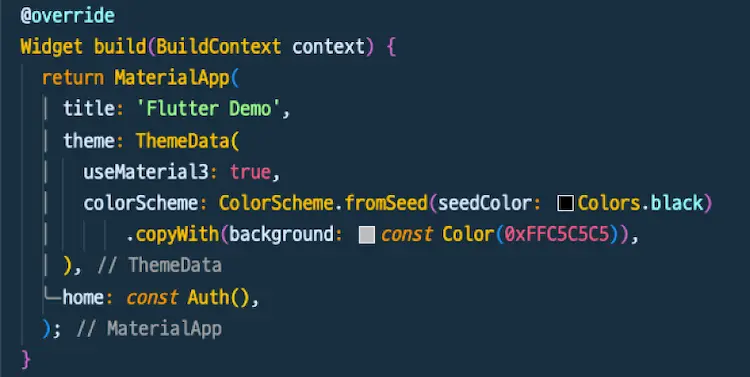 @override
Widget build(BuildContext context) {
return MaterialApp(
title: 'Flutter Demo',
theme: ThemeData(
useMaterial3: true,
colorScheme: ColorScheme.fromSeed(seedColor: Colors.black)
.copyWith(background: const Color(0xFFC5C5C5)),
), // ThemeData
home: const Auth(),
); // MaterialApp
}